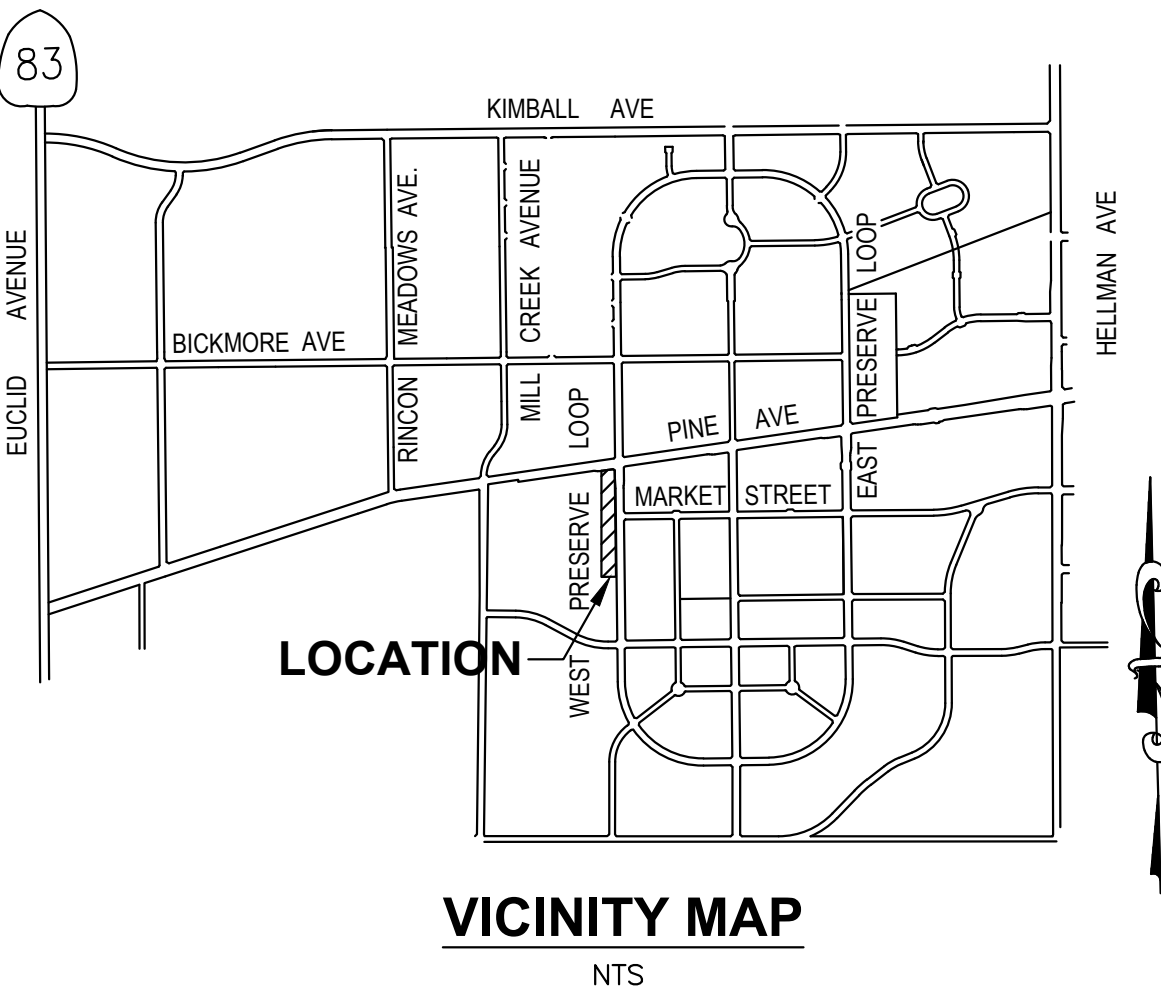 83
KIMBALL AVE
EUCLID AVENUE
RINCON MEADOWS AVE.
MILL CREEK AVENUE
BICKMORE AVE
WEST PRESERVE LOOP
EAST PRESERVE LOOP
HELLMAN AVE
PINE AVE
MARKET STREET
LOCATION
VICINITY MAP
NTS